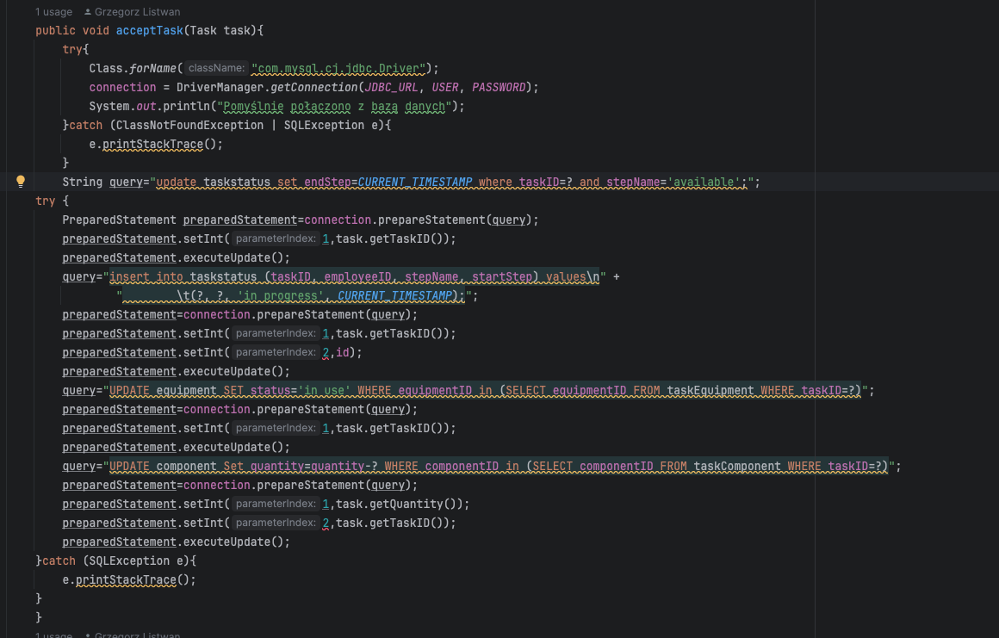 1 usage Grzegorz Listwan
public void acceptTask(Task task){
try{
Class.forName( className: "com.mysql.cj.jdbc.Driver");
connection = DriverManager.getConnection(JDBC_URL, USER, PASSWORD);
System.out.println("Pomyślnie połączono z bazą danych");
}catch (ClassNotFoundException | SQLException e){
e.printStackTrace();
}
String query="update taskstatus set endStep=CURRENT_TIMESTAMP where taskID=? and stepName='available';";
try {
PreparedStatement preparedStatement=connection.prepareStatement(query);
preparedStatement.setInt( parameterIndex: 1,task.getTaskID());
preparedStatement.executeUpdate();
query="insert into taskstatus (taskID, employeeID, stepName, startStep) values\n" +
"        \t(?, ?, 'in progress', CURRENT_TIMESTAMP);";
preparedStatement=connection.prepareStatement(query);
preparedStatement.setInt( parameterIndex: 1,task.getTaskID());
preparedStatement.setInt( parameterIndex: 2,id);
preparedStatement.executeUpdate();
query="UPDATE equipment SET status='in use' WHERE equipmentID in (SELECT equipmentID FROM taskEquipment WHERE taskID=?)";
preparedStatement=connection.prepareStatement(query);
preparedStatement.setInt( parameterIndex: 1,task.getTaskID());
preparedStatement.executeUpdate();
query="UPDATE component Set quantity=quantity-? WHERE componentID in (SELECT componentID FROM taskComponent WHERE taskID=?)";
preparedStatement=connection.prepareStatement(query);
preparedStatement.setInt( parameterIndex: 1,task.getQuantity());
preparedStatement.setInt( parameterIndex: 2,task.getTaskID());
preparedStatement.executeUpdate();
}catch (SQLException e){
e.printStackTrace();
}
}
1 usage Grzegorz Listwan